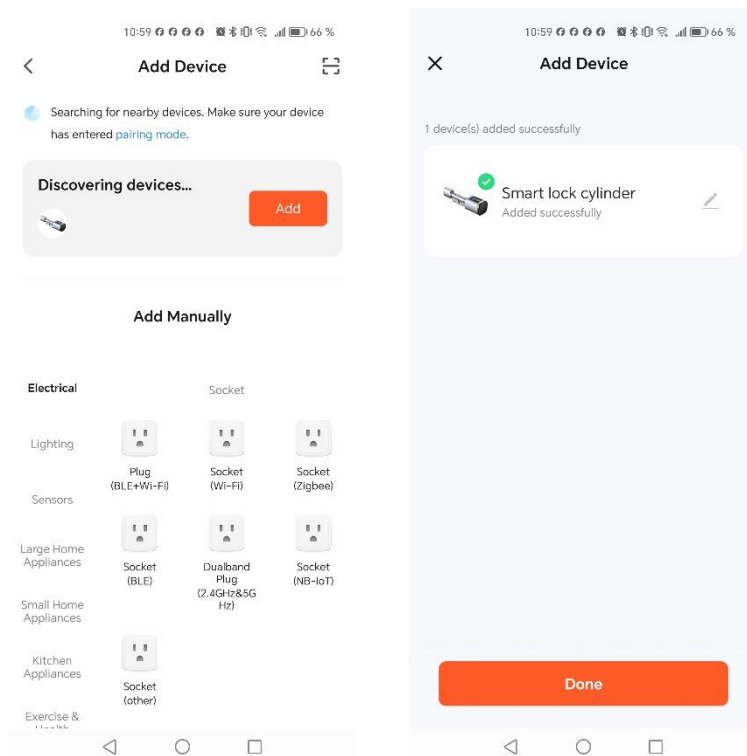 10:59 66 %
Add Device
Searching for nearby devices. Make sure your device
has entered pairing mode.
Discovering devices...
Add
Add Manually
Electrical
Lighting
Sensors
Large Home
Appliances
Small Home
Appliances
Kitchen
Appliances
Exercise &
Socket
Plug
(BLE+Wi-Fi)
Socket
(Wi-Fi)
Socket
(Zigbee)
Socket
(BLE)
Dualband
Plug
(2.4GHz&5G
Hz)
Socket
(NB-IoT)
Socket
(other)
10:59 66 %
Add Device
1 device(s) added successfully
Smart lock cylinder
Added successfully
Done